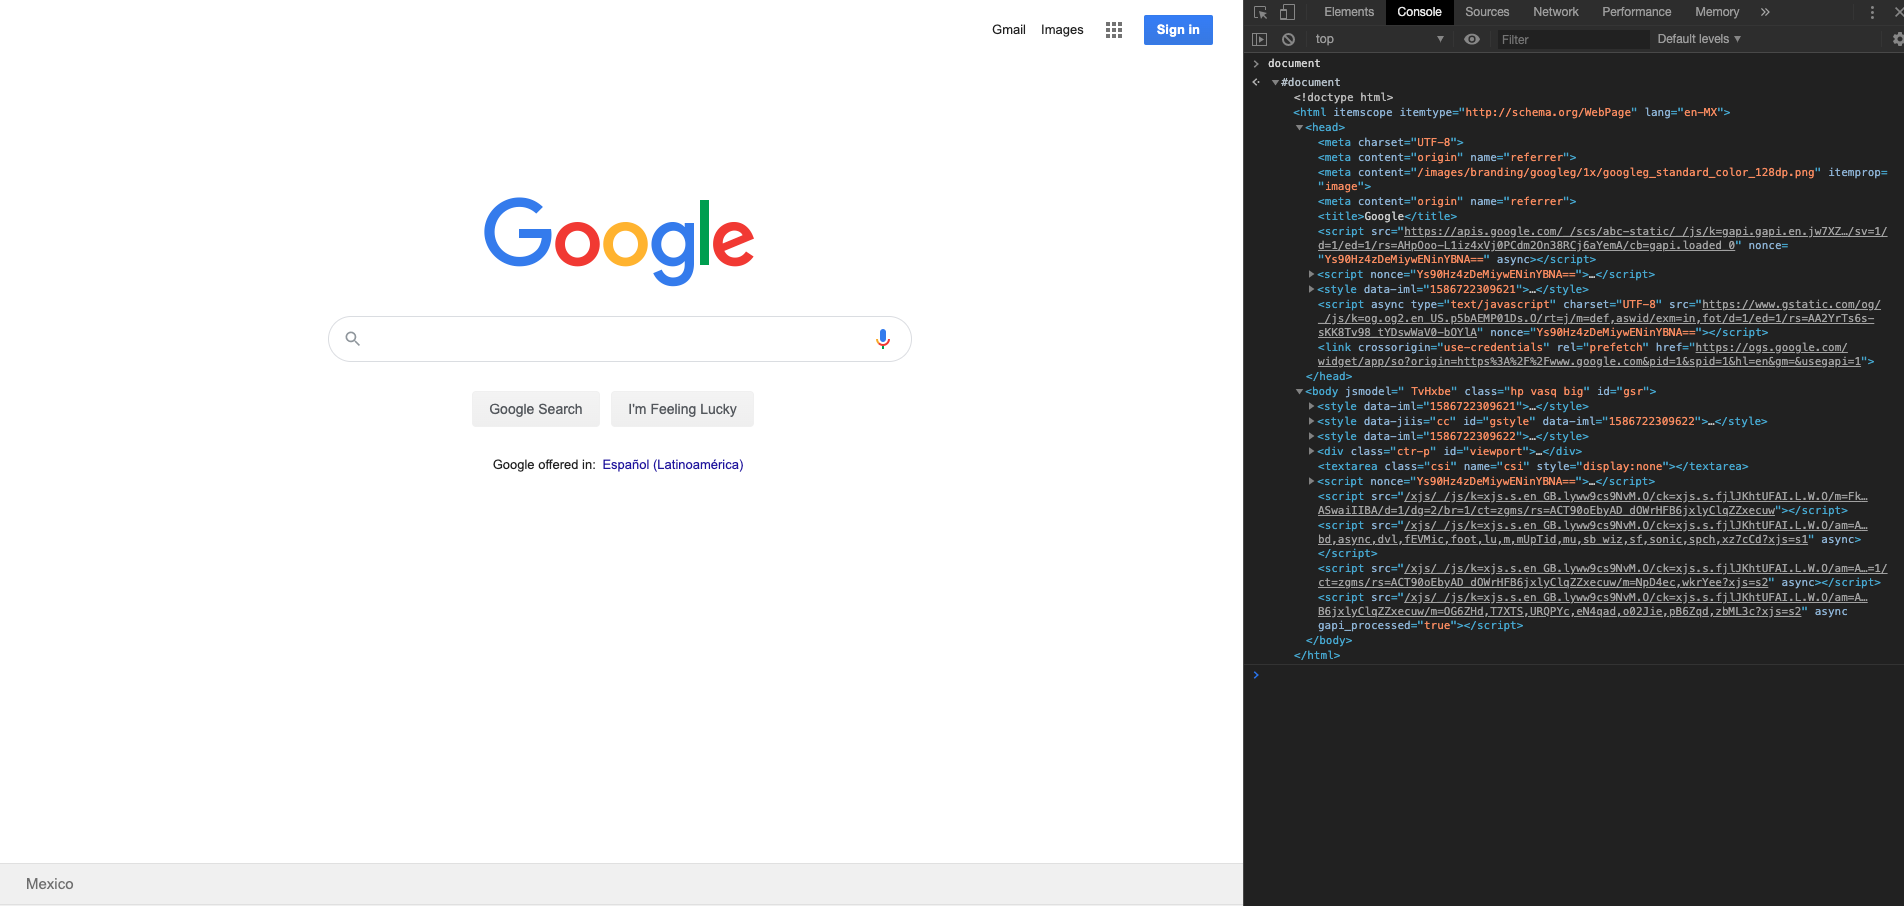 Gmail Images Sign in
Google
Google Search I'm Feeling Lucky
Google offered in: Español (Latinoamérica)
Mexico
Elements Console Sources Network Performance Memory
top Filter Default levels
document
#document
<!doctype html>
<html itemscope itemtype="http://schema.org/WebPage" lang="en-MX">
<head>
<meta charset="UTF-8">
<meta content="origin" name="referrer">
<meta content="/images/branding/googleg/1x/googleg_standard_color_128dp.png" itemprop=
"image">
<meta content="origin" name="referrer">
<title>Google</title>
<script src="https://apis.google.com/_/scs/abc-static/_/js/k=gapi.gapi.en.jw7XZ…/sv=1/
d=1/ed=1/rs=AHpOoo-L1iz4xVj0PCdm2On38RCj6aYemA/cb=gapi.loaded_0" nonce=
"Ys90Hz4zDeMiywENinYBNA==" async></script>
<script nonce="Ys90Hz4zDeMiywENinYBNA==">…</script>
<style data-iml="1586722309621">…</style>
<script async type="text/javascript" charset="UTF-8" src="https://www.gstatic.com/og/
_/js/k=og.og2.en_US.p5bAEMP01Ds.O/rt=j/m=def,aswid/exm=in,fot/d=1/ed=1/rs=AA2YrTs6s-
sKK8Tv98_tYDswWaV0-bOYlA" nonce="Ys90Hz4zDeMiywENinYBNA=="></script>
<link crossorigin="use-credentials" rel="prefetch" href="https://ogs.google.com/
widget/app/so?origin=https%3A%2F%2Fwww.google.com&pid=1&spid=1&hl=en&gm=&usegapi=1">
</head>
<body jsmodel=" TvHxbe" class="hp vasq big" id="gsr">
<style data-iml="1586722309621">…</style>
<style data-jiis="cc" id="gstyle" data-iml="1586722309622">…</style>
<style data-iml="1586722309622">…</style>
<div class="ctr-p" id="viewport">…</div>
<textarea class="csi" name="csi" style="display:none"></textarea>
<script nonce="Ys90Hz4zDeMiywENinYBNA==">…</script>
<script src="/xjs/_/js/k=xjs.s.en_GB.lyww9cs9NvM.O/ck=xjs.s.fjlJKhtUFAI.L.W.O/m=Fk…
ASwaiIIBA/d=1/dg=2/br=1/ct=zgms/rs=ACT90oEbyAD_dOWrHFB6jxlyClqZZxecuw"></script>
<script src="/xjs/_/js/k=xjs.s.en_GB.lyww9cs9NvM.O/ck=xjs.s.fjlJKhtUFAI.L.W.O/am=A…
bd,async,dvl,fEVMic,foot,lu,m,mUpTid,mu,sb_wiz,sf,sonic,spch,xz7cCd?xjs=s1" async>
</script>
<script src="/xjs/_/js/k=xjs.s.en_GB.lyww9cs9NvM.O/ck=xjs.s.fjlJKhtUFAI.L.W.O/am=A…=1/
ct=zgms/rs=ACT90oEbyAD_dOWrHFB6jxlyClqZZxecuw/m=NpD4ec,wkrYee?xjs=s2" async></script>
<script src="/xjs/_/js/k=xjs.s.en_GB.lyww9cs9NvM.O/ck=xjs.s.fjlJKhtUFAI.L.W.O/am=A…
B6jxlyClqZZxecuw/m=OG6ZHd,T7XTS,URQPYc,eN4qad,o02Jie,pB6Zqd,zbML3c?xjs=s2" async
gapi_processed="true"></script>
</body>
</html>